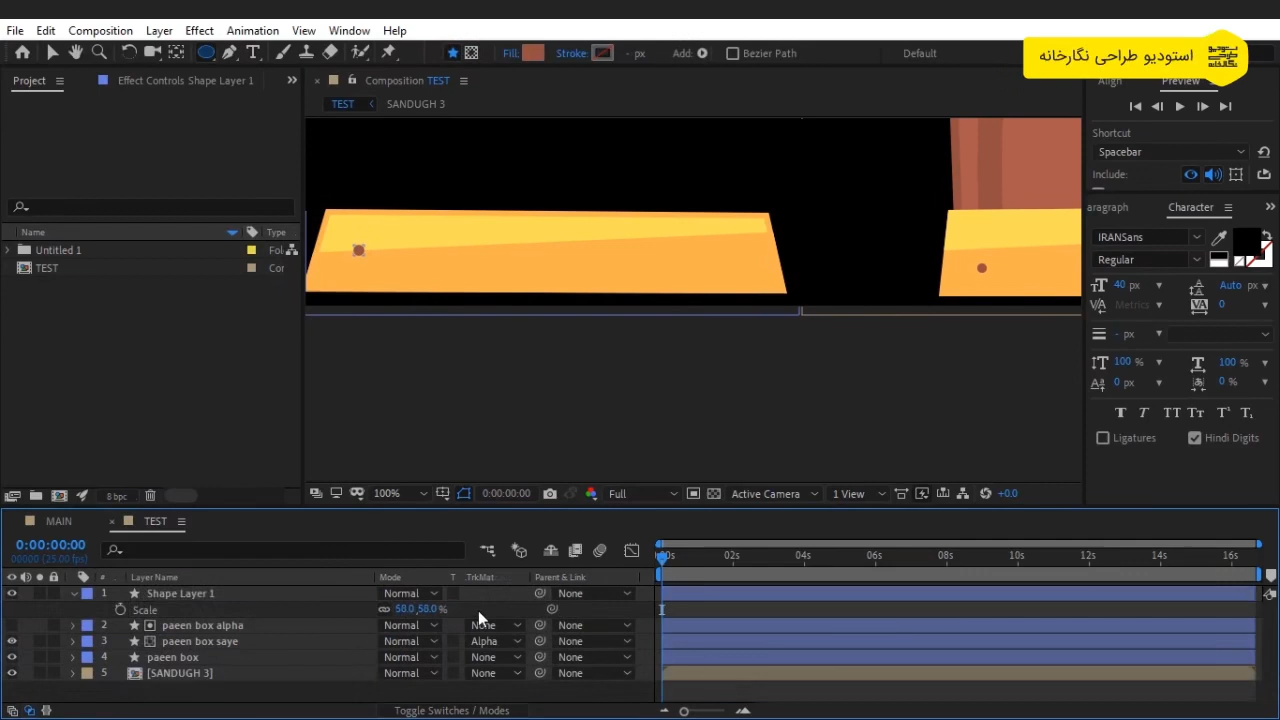 File Edit Composition Layer Effect Animation View Window Help
استودیو طراحی نگارخانه
Fill: Stroke: - px Add: Bezier Path Default
Project Effect Controls Shape Layer 1
Composition TEST
Align Preview
TEST SANDUGH 3
Shortcut
Spacebar
Include:
aragraph Character
Name Type
Untitled 1 Fol
TEST Cor
IRANSans
Regular
40 px Auto px
Metrics 0
- px
100 % 100 %
0 px 0 %
TT
Ligatures Hindi Digits
8 bpc
100% 0:00:00:00 Full Active Camera 1 View +0.0
MAIN TEST
0:00:00:00
00000 (25.00 fps)
:00s 02s 04s 06s 08s 10s 12s 14s 16s
# Layer Name Mode T .TrkMat Parent & Link
1 Shape Layer 1 Normal None
Scale 58.0,58.0 %
2 paeen box alpha Normal None None
3 paeen box saye Normal Alpha None
4 paeen box Normal None None
5 [SANDUGH 3] Normal None None
Toggle Switches / Modes